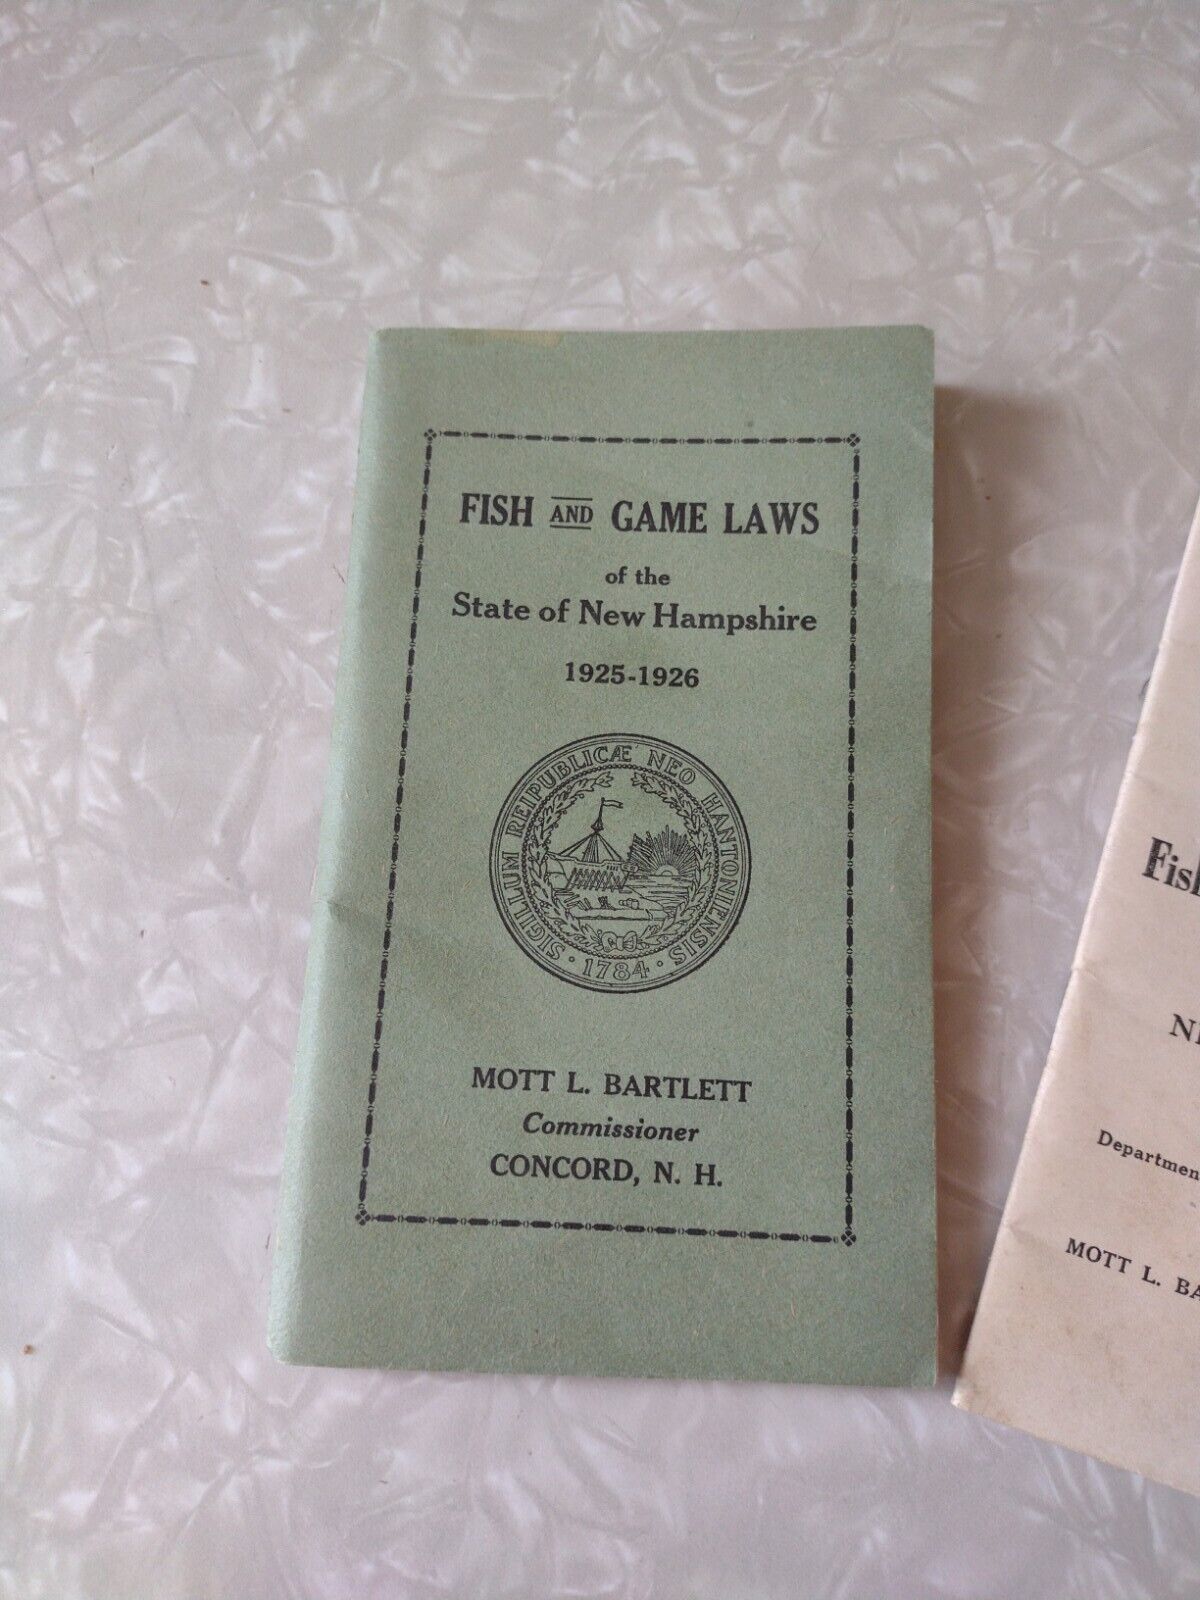 FISH AND GAME LAWS
of the
State of New Hampshire
1925-1926
SIGILLUM REIPUBLICÆ NEO HANTONIENSIS
· 1784 ·
MOTT L. BARTLETT
Commissioner
CONCORD, N. H.
MOTT L.